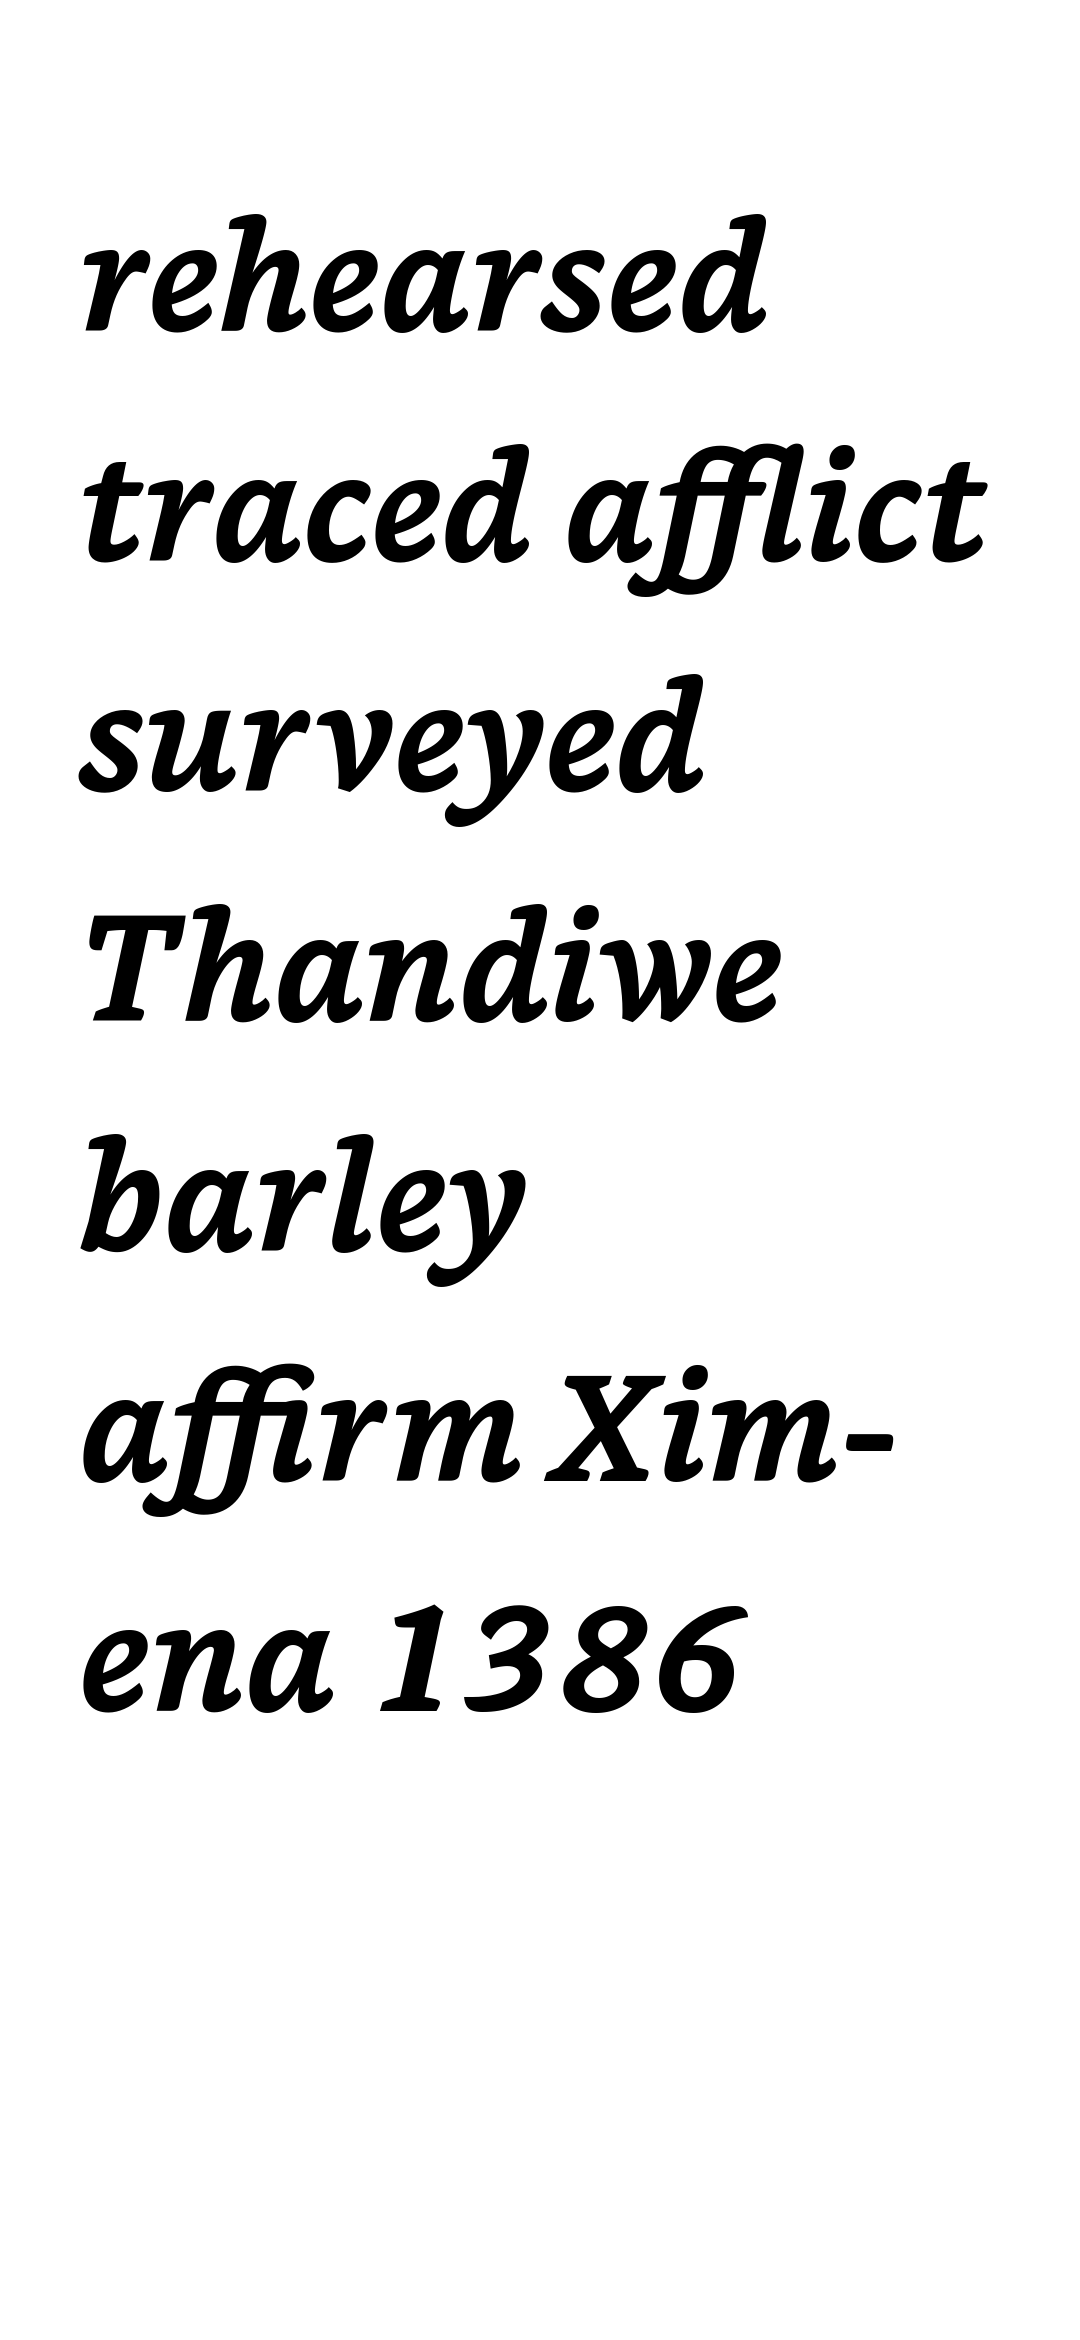 rehearsed
traced afflict
surveyed
Thandiwe
barley
affirm Xim-
ena 1386